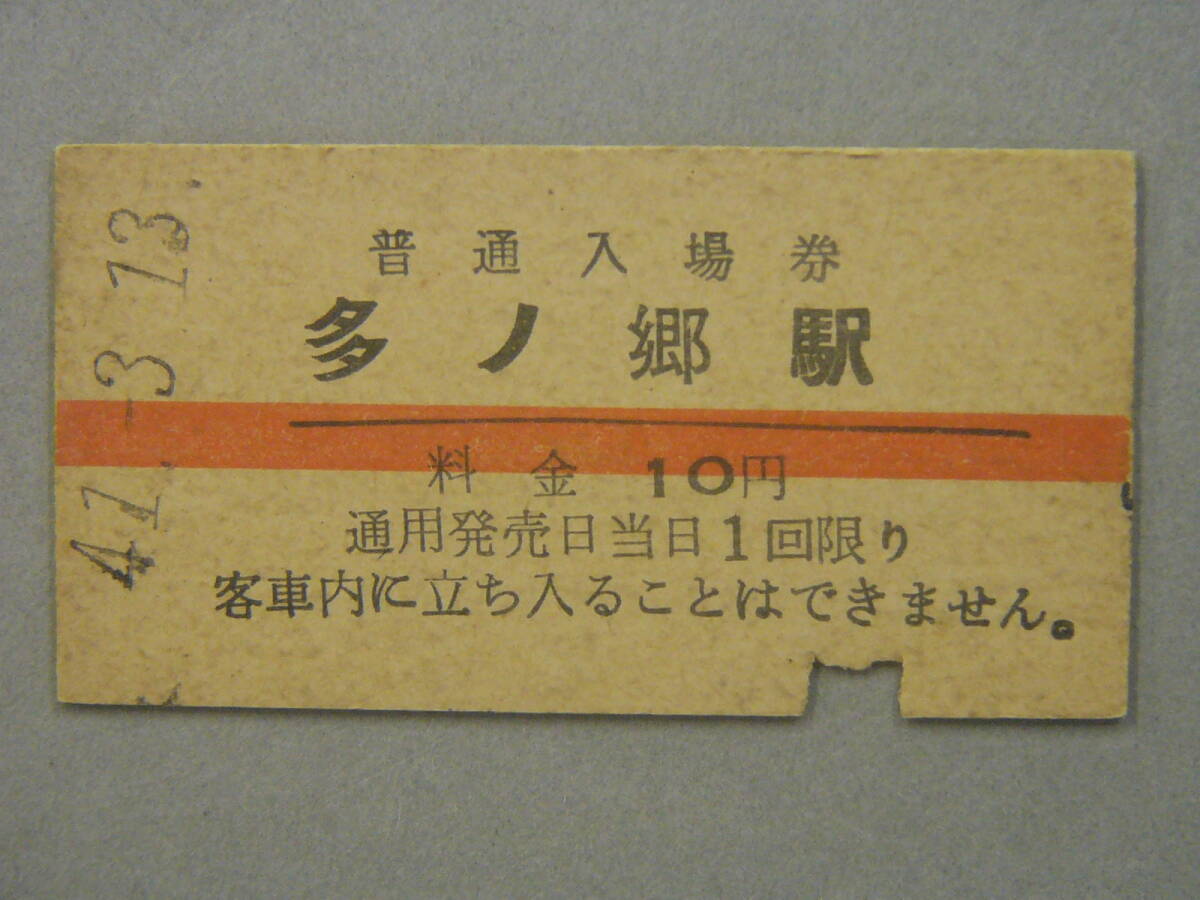 普通入場券
多ノ郷駅
料金 10円
通用発売日当日1回限り
客車内に立ち入ることはできません。
41.-3.13